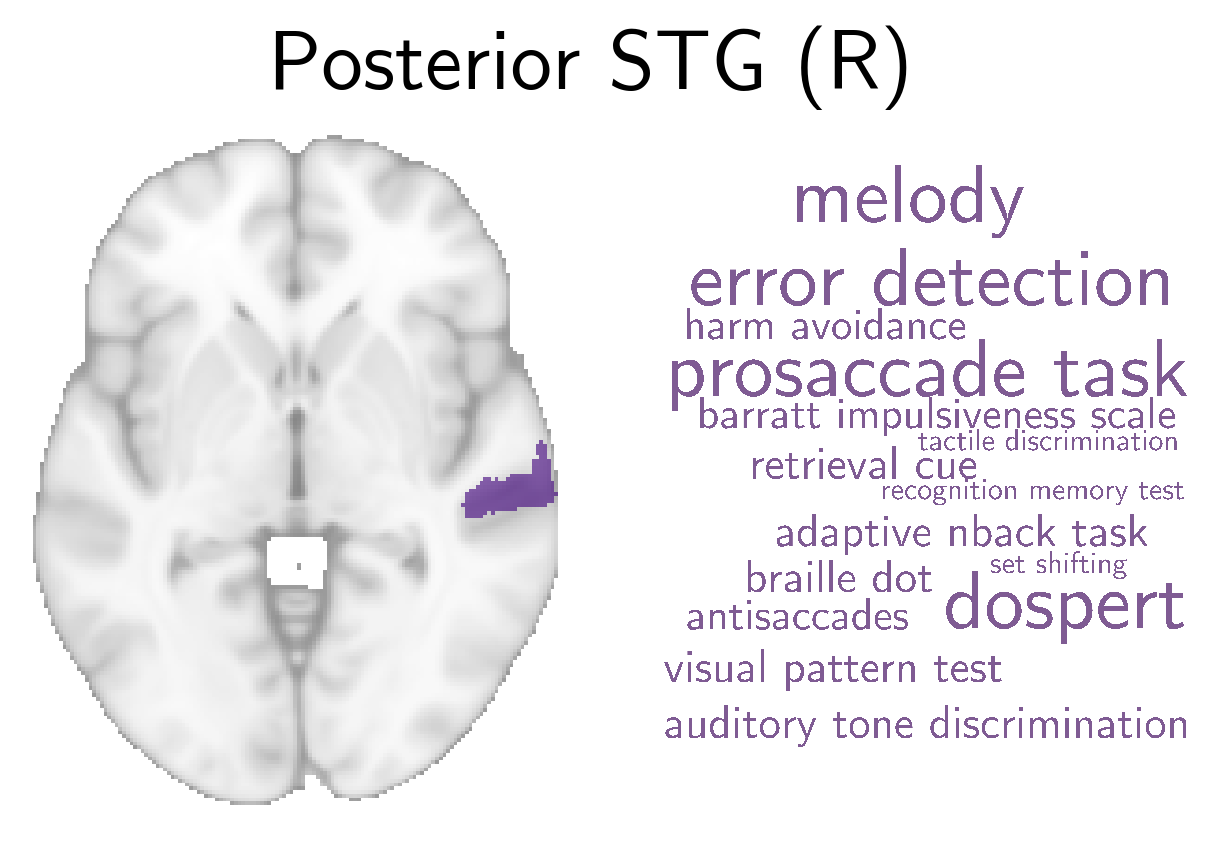 Posterior STG (R)
melody
error detection
harm avoidance
prosaccade task
barratt impulsiveness scale
tactile discrimination
retrieval cue
recognition memory test
adaptive nback task
set shifting
braille dot
dospert
antisaccades
visual pattern test
auditory tone discrimination